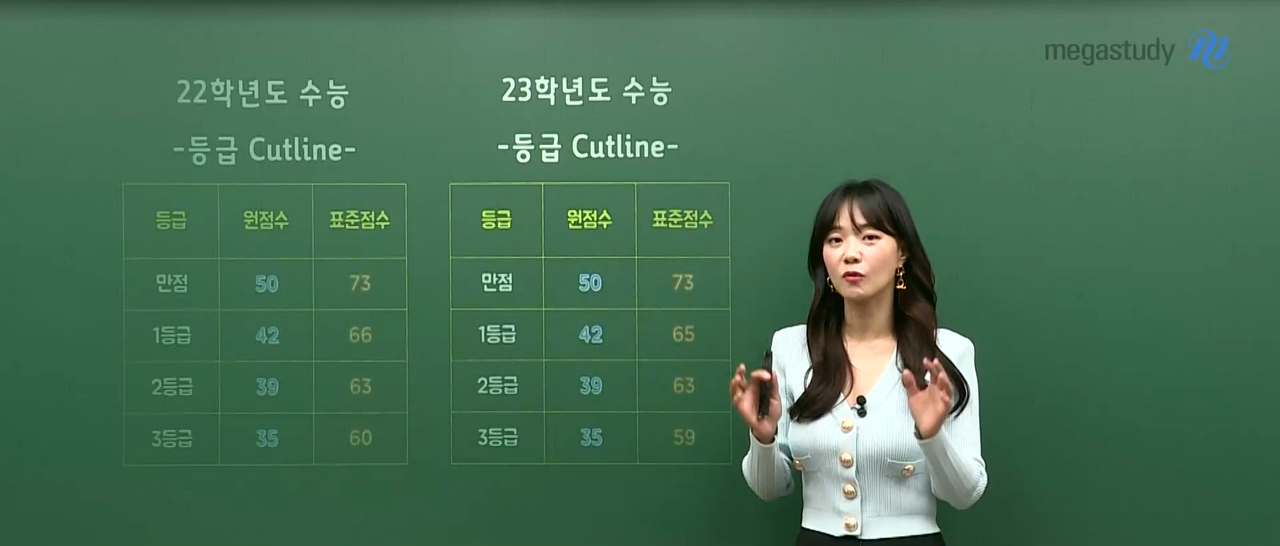 megastudy
22학년도 수능
-등급 Cutline-
등급 원점수 표준점수
만점 50 73
1등급 42 66
2등급 39 63
3등급 35 60
23학년도 수능
-등급 Cutline-
등급 원점수 표준점수
만점 50 73
1등급 42 65
2등급 39 63
3등급 35 59